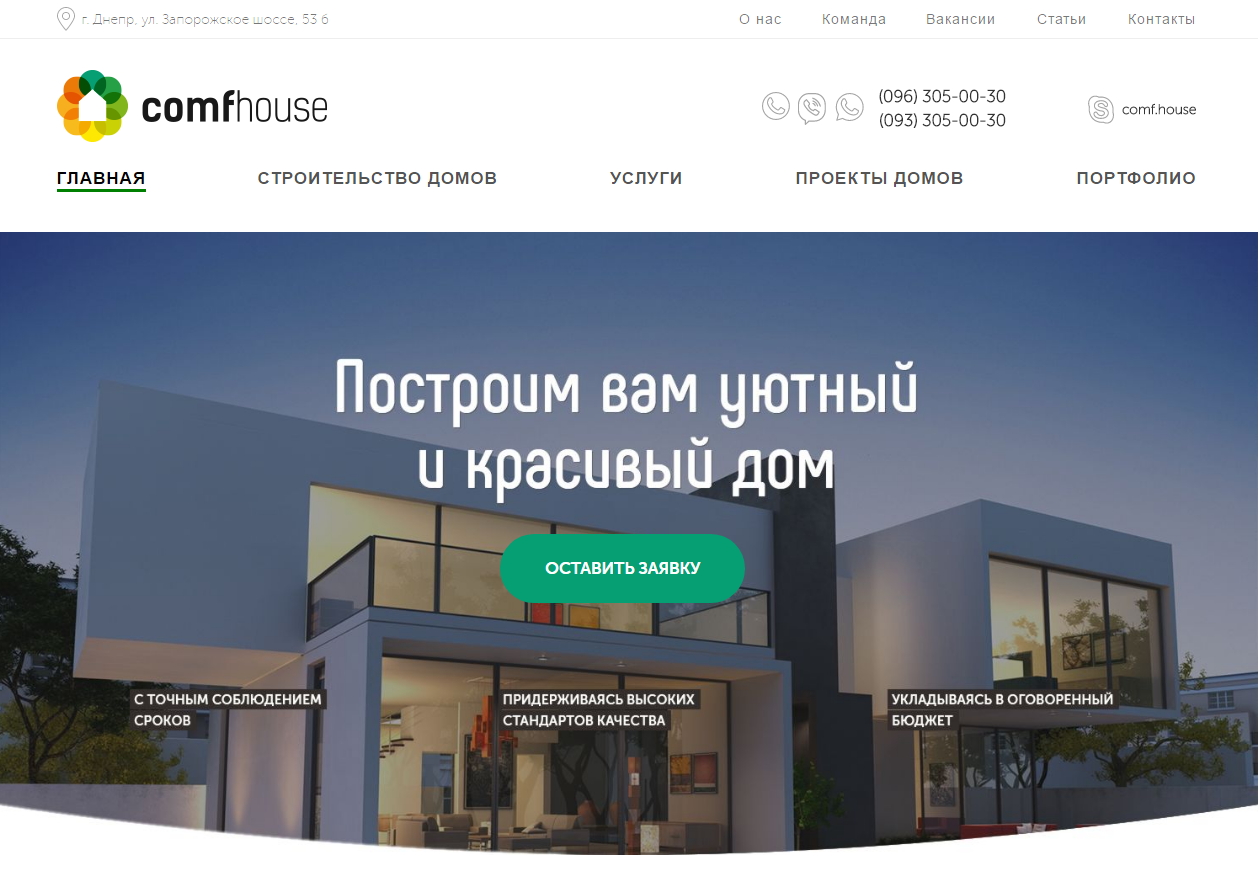 г. Днепр, ул. Запорожское шоссе, 53 б
О нас
Команда
Вакансии
Статьи
Контакты
comfhouse
(096) 305-00-30
(093) 305-00-30
comf.house
ГЛАВНАЯ
СТРОИТЕЛЬСТВО ДОМОВ
УСЛУГИ
ПРОЕКТЫ ДОМОВ
ПОРТФОЛИО
Построим вам уютный
и красивый дом
ОСТАВИТЬ ЗАЯВКУ
С ТОЧНЫМ СОБЛЮДЕНИЕМ
СРОКОВ
ПРИДЕРЖИВАЯСЬ ВЫСОКИХ
СТАНДАРТОВ КАЧЕСТВА
УКЛАДЫВАЯСЬ В ОГОВОРЕННЫЙ
БЮДЖЕТ